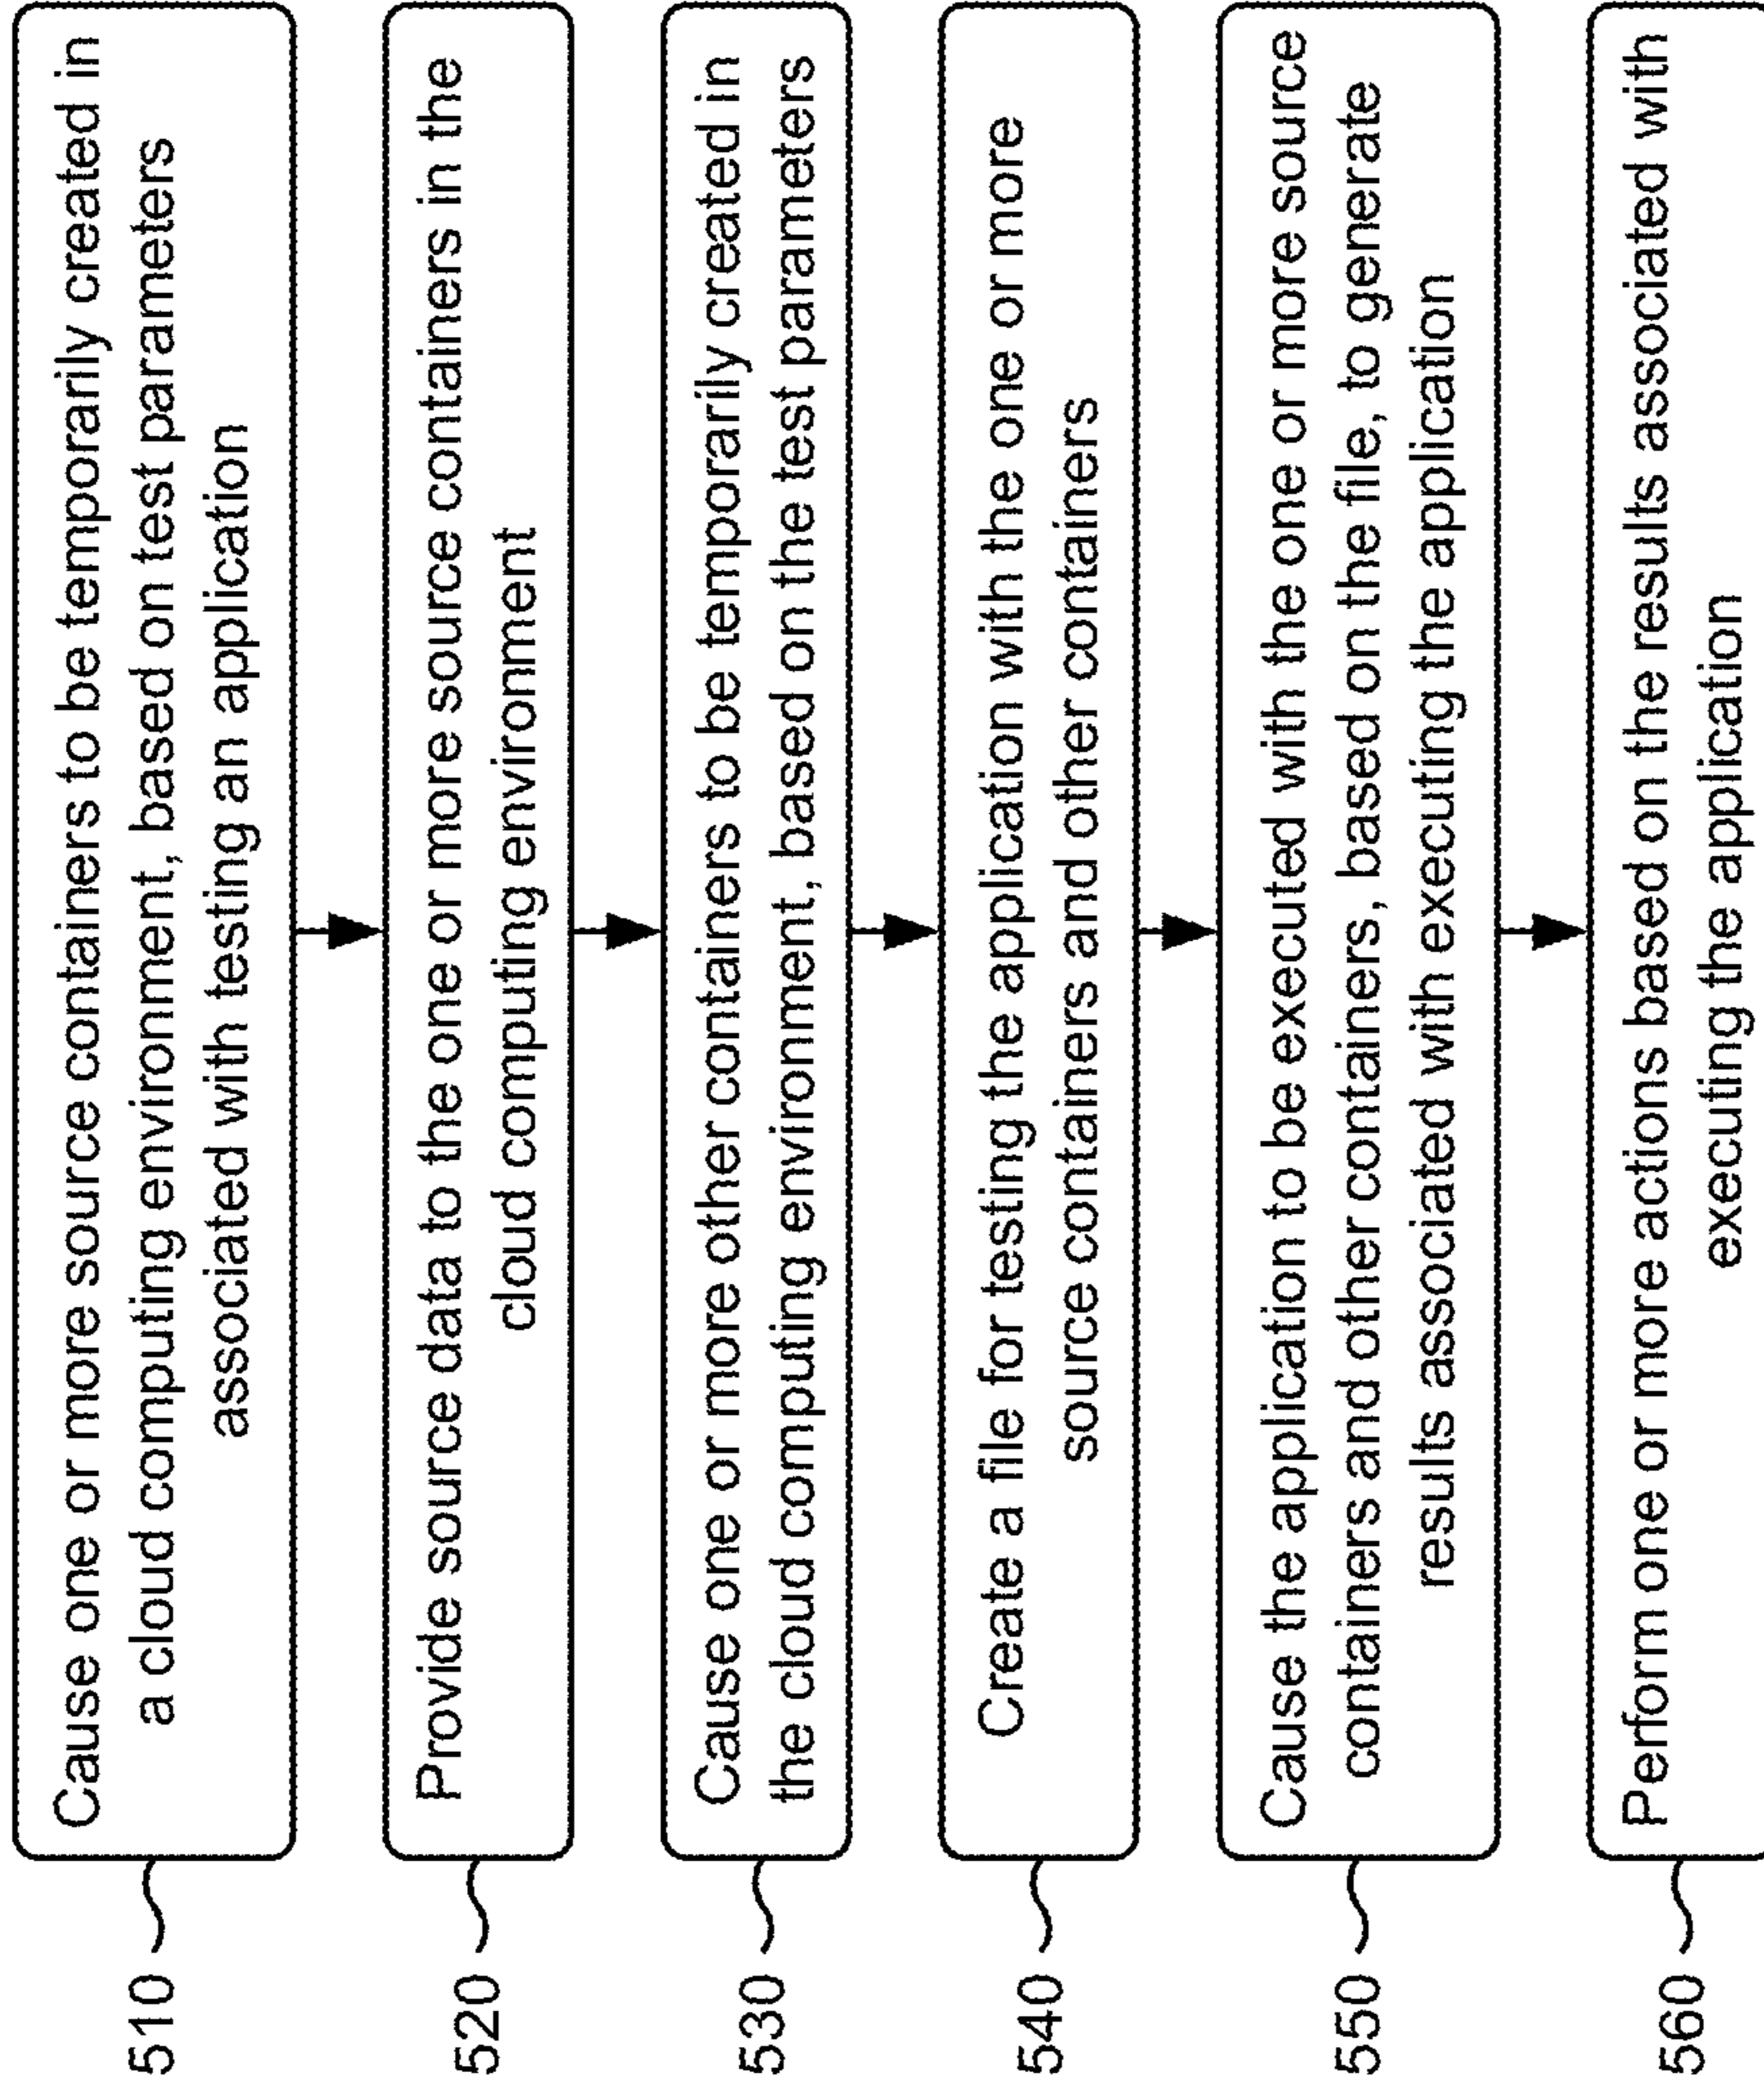 510
Cause one or more source containers to be temporarily created in
a cloud computing environment, based on test parameters
associated with testing an application
520
Provide source data to the one or more source containers in the
cloud computing environment
530
Cause one or more other containers to be temporarily created in
the cloud computing environment, based on the test parameters
540
Create a file for testing the application with the one or more
source containers and other containers
550
Cause the application to be executed with the one or more source
containers and other containers, based on the file, to generate
results associated with executing the application
560
Perform one or more actions based on the results associated with
executing the application